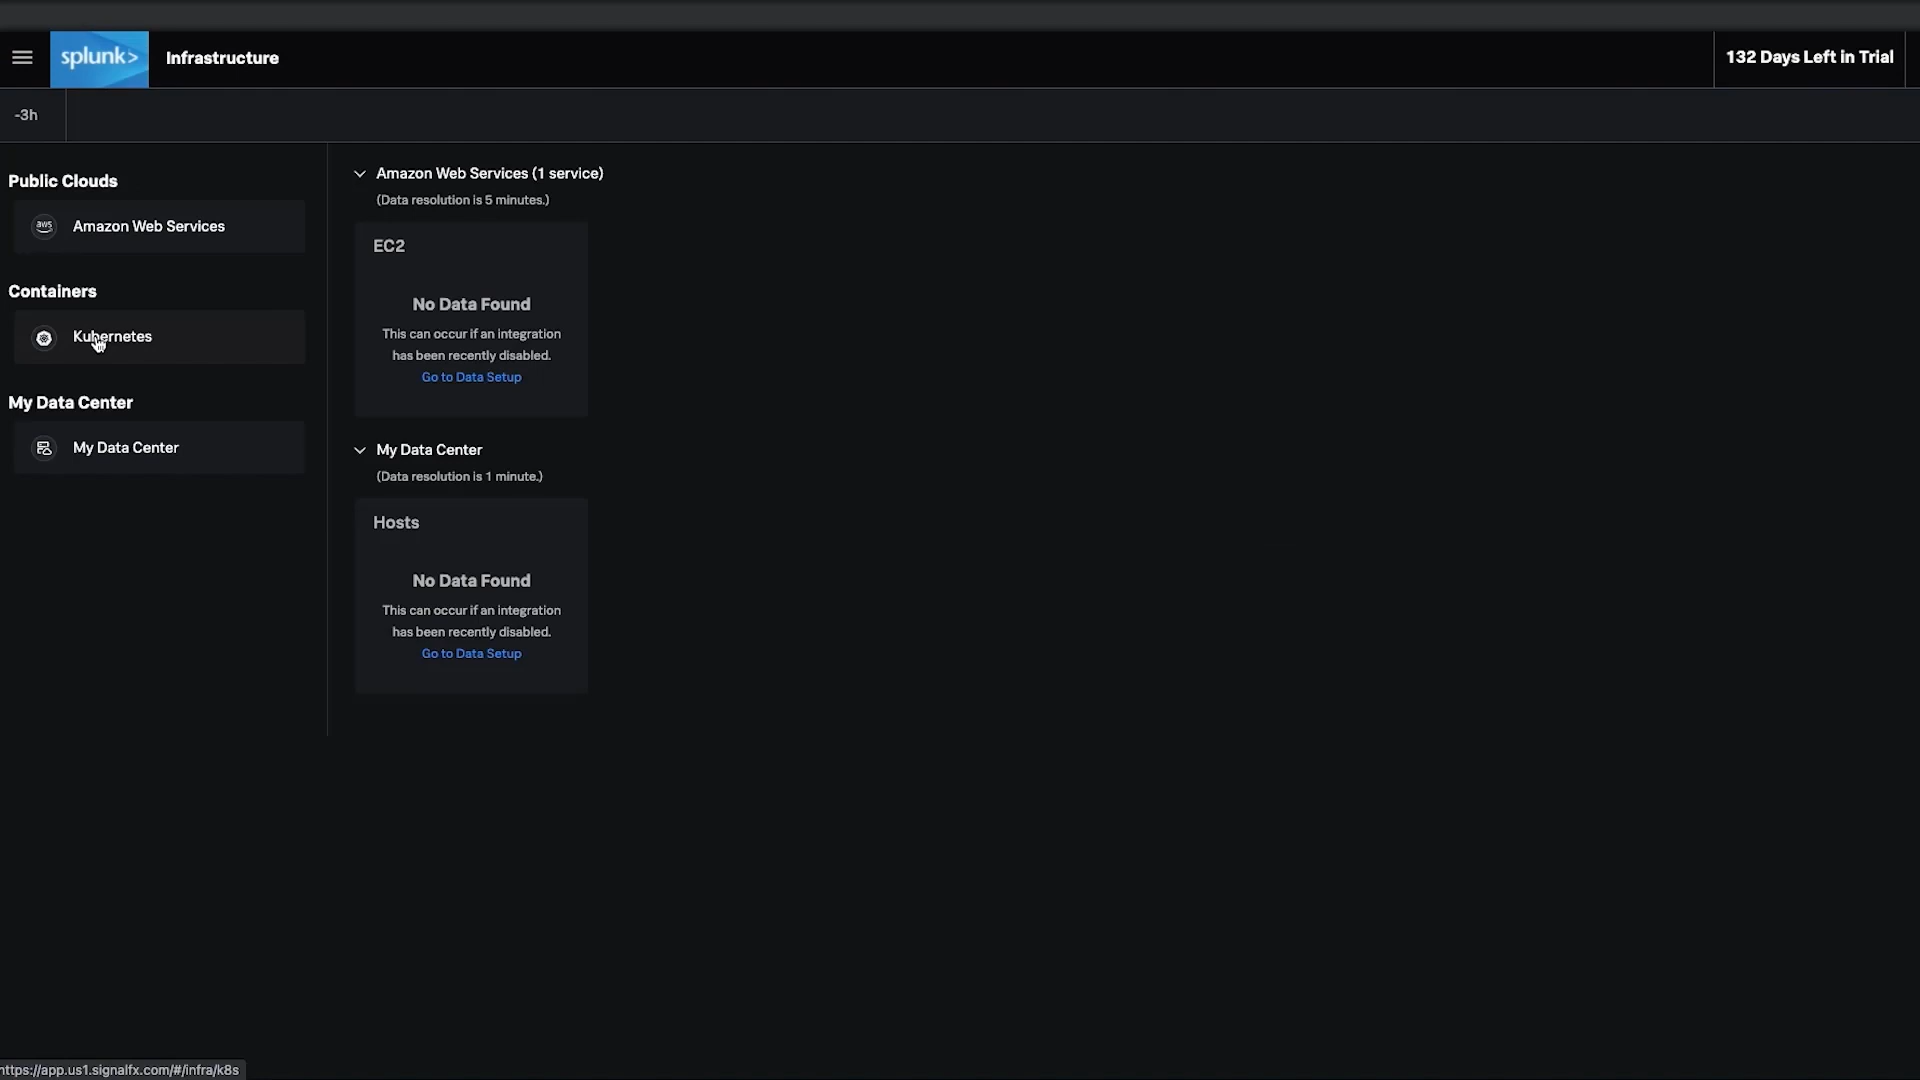 splunk>
Infrastructure
132 Days Left in Trial
-3h
Public Clouds
aws
Amazon Web Services
Containers
Kubernetes
My Data Center
My Data Center
Amazon Web Services (1 service)
(Data resolution is 5 minutes.)
EC2
No Data Found
This can occur if an integration
has been recently disabled.
Go to Data Setup
My Data Center
(Data resolution is 1 minute.)
Hosts
No Data Found
This can occur if an integration
has been recently disabled.
Go to Data Setup
https://app.us1.signalfx.com/#/infra/k8s